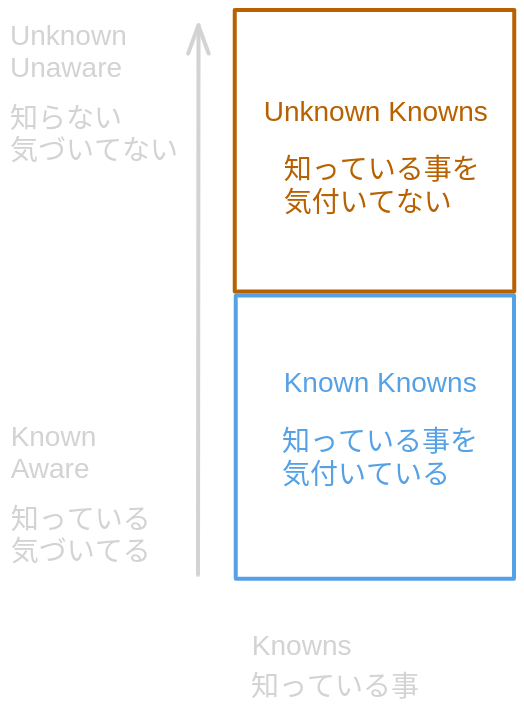 Unknown
Unaware
知らない
気づいてない
Unknown Knowns
知っている事を
気付いてない
Known Knowns
知っている事を
気付いている
Known
Aware
知っている
気づいてる
Knowns
知っている事